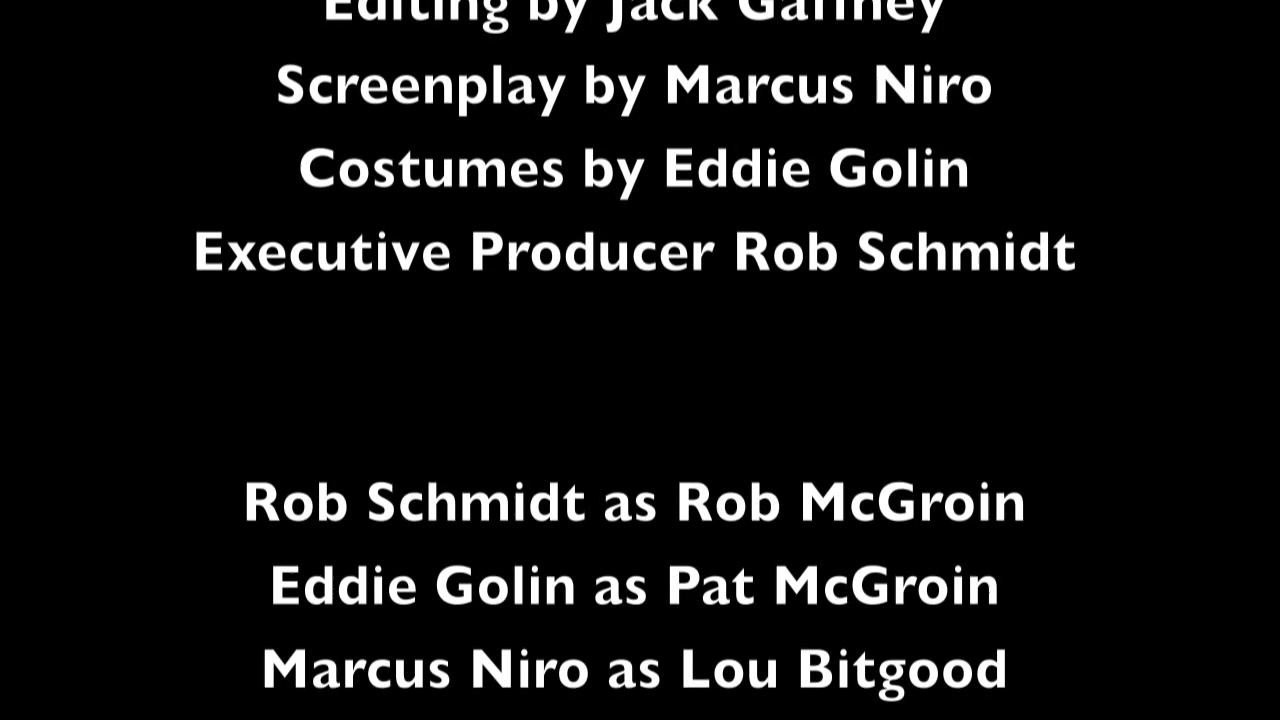 Editing by Jack Gaffney
Screenplay by Marcus Niro
Costumes by Eddie Golin
Executive Producer Rob Schmidt
Rob Schmidt as Rob McGroin
Eddie Golin as Pat McGroin
Marcus Niro as Lou Bitgood